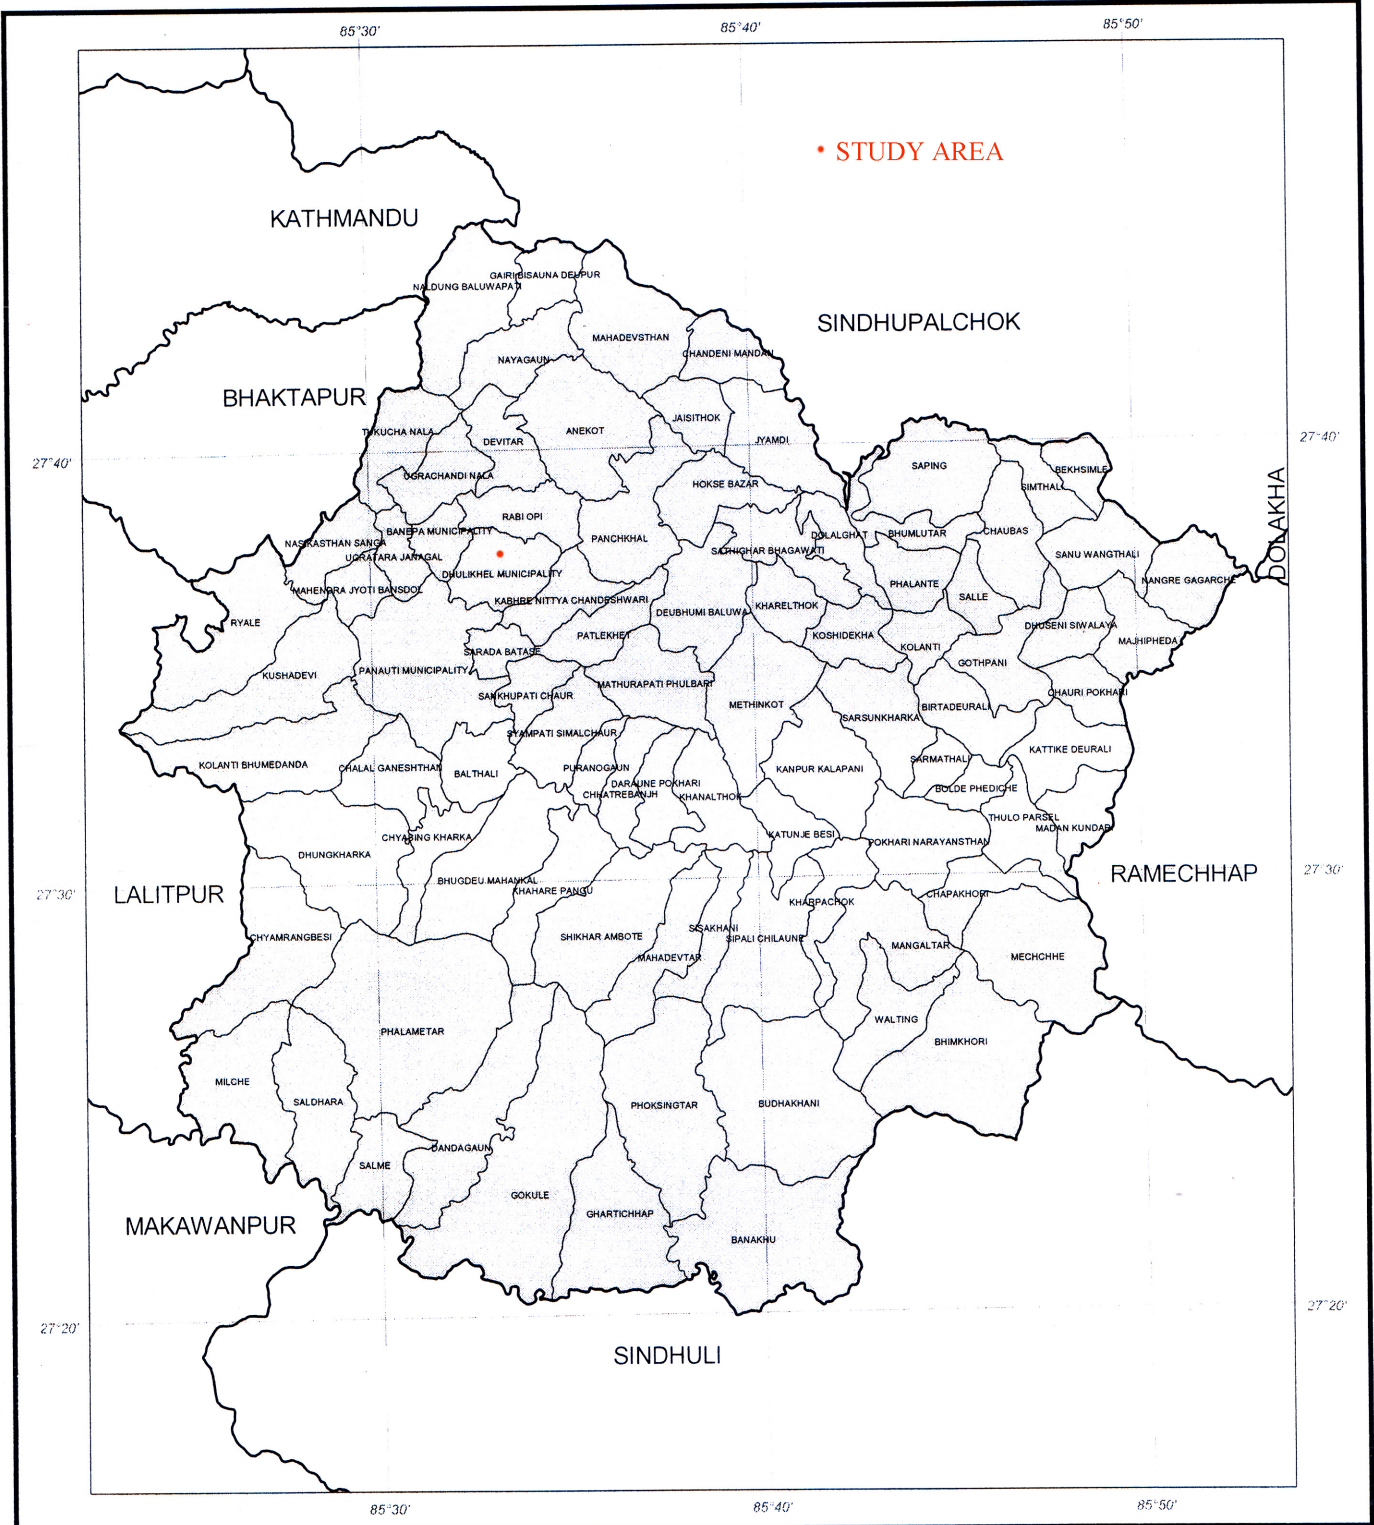 85°30'
85°40'
85°50'
STUDY AREA
KATHMANDU
GAIRI BISAUNA DEUPUR
NALDUNG BALUWAPATI
SINDHUPALCHOK
MAHADEVSTHAN
CHANDENI MANDAN
NAYAGAUN
BHAKTAPUR
JAISITHOK
TUKUCHA NALA
ANEKOT
DEVITAR
JYAMDI
27°40'
27°40'
SAPING
BEKHSIMLE
UGRACHANDI NALA
HOKSE BAZAR
SIMTHALI
DOLAKHA
RABI OPI
BANEPA MUNICIPALITY
DOLALGHAT
BHUMLUTAR
CHAUBAS
PANCHKHAL
NASIKASTHAN SANGA
SATHIGHAR BHAGAWATI
SANU WANGTHALI
UGRATARA JANAGAL
DHULIKHEL MUNICIPALITY
NANGRE GAGARCHE
PHALANTE
MAHENDRA JYOTI BANSDOL
SALLE
KABHRE NITTYA CHANDESHWARI
KHARELTHOK
DEUBHUMI BALUWA
RYALE
DHUSENI SIWALAYA
PATLEKHET
KOSHIDEKHA
MAJHIPHEDA
KOLANTI
SARADA BATASE
GOTHPANI
PANAUTI MUNICIPALITY
KUSHADEVI
MATHURAPATI PHULBARI
CHAURI POKHARI
SANKHUPATI CHAUR
METHINKOT
BIRTADEURALI
SARSUNKHARKA
SYAMPATI SIMALCHAUR
KATTIKE DEURALI
SARMATHALI
KOLANTI BHUMEDANDA
CHALAL GANESHTHAN
PURANOGAUN
KANPUR KALAPANI
BALTHALI
DARAUNE POKHARI
BOLDE PHEDICHE
CHHATREBANJH
KHANALTHOK
THULO PARSEL
MADAN KUNDARI
CHYASING KHARKA
KATUNJE BESI
POKHARI NARAYANSTHAN
DHUNGKHARKA
27°30'
RAMECHHAP
BHUGDEU MAHANKAL
KHAHARE PANGU
27°30'
LALITPUR
CHAPAKHORI
KHARPACHOK
SISAKHANI
CHYAMRANGBESI
SHIKHAR AMBOTE
SIPALI CHILAUNE
MANGALTAR
MAHADEVTAR
MECHCHHE
WALTING
PHALAMETAR
BHIMKHORI
MILCHE
SALDHARA
PHOKSINGTAR
BUDHAKHANI
DANDAGAUN
SALME
GOKULE
GHARTICHHAP
MAKAWANPUR
BANAKHU
27°20'
27°20'
SINDHULI
85°30'
85°40'
85°50'